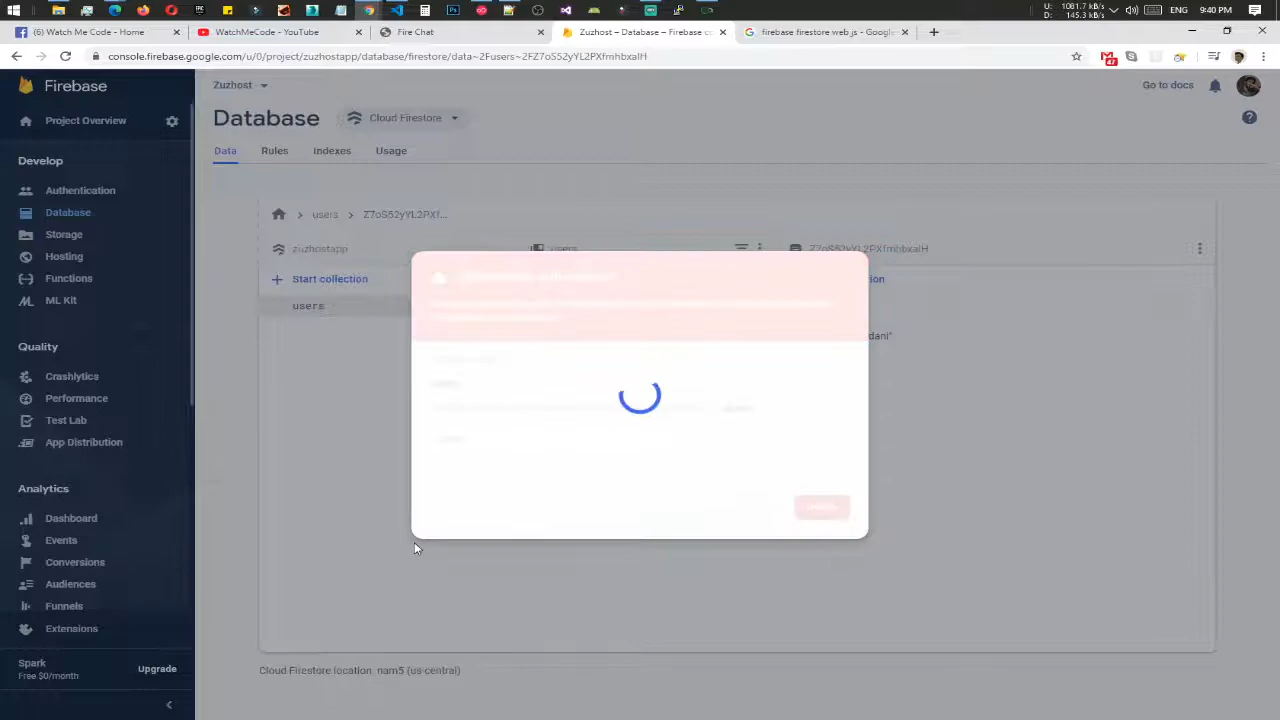 U: 1081.7 kB/s
D: 145.3 kB/s
ENG
9:40 PM
(6) Watch Me Code - Home
WatchMeCode - YouTube
Fire Chat
Zuzhost – Database – Firebase co
firebase firestore web js - Google
console.firebase.google.com/u/0/project/zuzhostapp/database/firestore/data~2Fusers~2FZ7oS52yYL2PXfmhbxaIH
Firebase
Zuzhost
Go to docs
Project Overview
Database
Cloud Firestore
Data
Rules
Indexes
Usage
Develop
Authentication
Database
Storage
Hosting
Functions
ML Kit
users
Z7oS52yYL2PXf...
zuzhostapp
users
Z7oS52yYL2PXfmhbxaIH
Start collection
ion
users
dani"
Quality
Crashlytics
Performance
Test Lab
App Distribution
Analytics
Dashboard
Events
Conversions
Audiences
Funnels
Extensions
Spark
Free $0/month
Upgrade
Cloud Firestore location: nam5 (us-central)